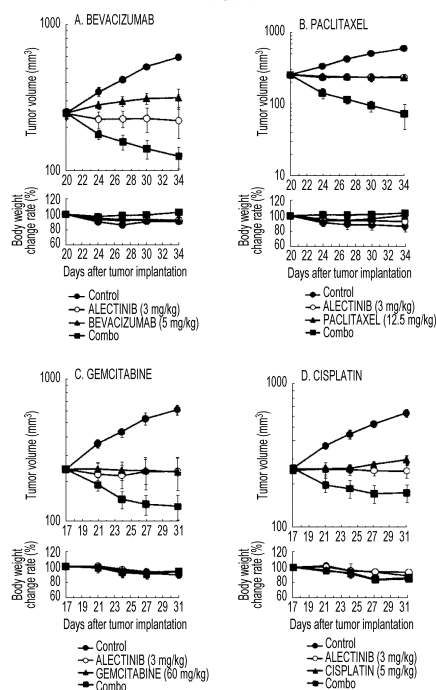 A. BEVACIZUMAB
Tumor volume (mm³)
1000
100
20 22 24 26 28 30 32 34
Body weight
change rate (%)
120
100
80
60
20 22 24 26 28 30 32 34
Days after tumor implantation
Control
ALECTINIB (3 mg/kg)
BEVACIZUMAB (5 mg/kg)
Combo
B. PACLITAXEL
Tumor volume (mm³)
1000
100
10
20 22 24 26 28 30 32 34
Body weight
change rate (%)
120
100
80
60
20 22 24 26 28 30 32 34
Days after tumor implantation
Control
ALECTINIB (3 mg/kg)
PACLITAXEL (12.5 mg/kg)
Combo
C. GEMCITABINE
Tumor volume (mm³)
1000
100
17 19 21 23 25 27 29 31
Body weight
change rate (%)
120
100
80
60
17 19 21 23 25 27 29 31
Days after tumor implantation
Control
ALECTINIB (3 mg/kg)
GEMCITABINE (60 mg/kg)
Combo
D. CISPLATIN
Tumor volume (mm³)
1000
100
17 19 21 23 25 27 29 31
Body weight
change rate (%)
120
100
80
60
17 19 21 23 25 27 29 31
Days after tumor implantation
Control
ALECTINIB (3 mg/kg)
CISPLATIN (5 mg/kg)
Combo